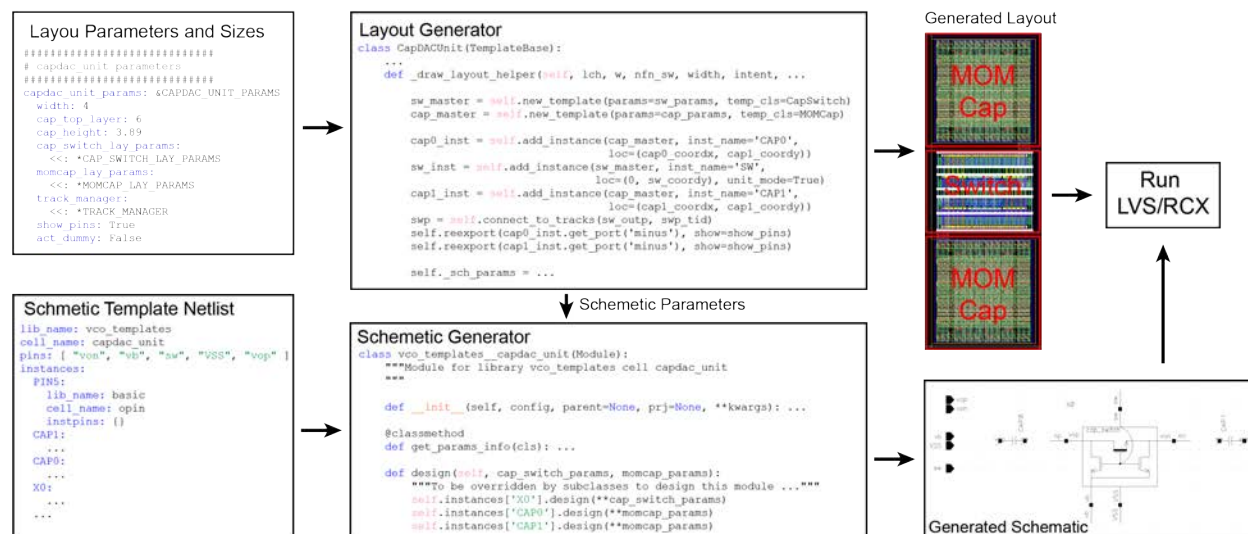 Layou Parameters and Sizes
############################
# capdac_unit parameters
############################
capdac_unit_params: &CAPDAC_UNIT_PARAMS
width: 4
cap_top_layer: 6
cap_height: 3.89
cap_switch_lay_params:
<<: *CAP_SWITCH_LAY_PARAMS
momcap_lay_params:
<<: *MOMCAP_LAY_PARAMS
track_manager:
<<: *TRACK_MANAGER
show_pins: True
act_dummy: False
Layout Generator
class CapDACUnit(TemplateBase):
...
def _draw_layout_helper(self, lch, w, nfn_sw, width, intent, ...
sw_master = self.new_template(params=sw_params, temp_cls=CapSwitch)
cap_master = self.new_template(params=cap_params, temp_cls=MOMCap)
cap0_inst = self.add_instance(cap_master, inst_name='CAP0',
loc=(cap0_coordx, cap1_coordy))
sw_inst = self.add_instance(sw_master, inst_name='SW',
loc=(0, sw_coordy), unit_mode=True)
cap1_inst = self.add_instance(cap_master, inst_name='CAP1',
loc=(cap1_coordx, cap1_coordy))
swp = self.connect_to_tracks(sw_outp, swp_tid)
self.reexport(cap0_inst.get_port('minus'), show=show_pins)
self.reexport(cap1_inst.get_port('minus'), show=show_pins)
self._sch_params = ...
Generated Layout
MOM
Cap
Switch
MOM
Cap
Run
LVS/RCX
Schematic Parameters
Schmetic Template Netlist
lib_name: vco_templates
cell_name: capdac_unit
pins: [ "von", "vb", "sw", "VSS", "vop" ]
instances:
PIN5:
lib_name: basic
cell_name: opin
instpins: {}
CAP1:
...
CAP0:
...
X0:
...
...
Schemetic Generator
class vco_templates__capdac_unit(Module):
"""Module for library vco_templates cell capdac_unit
"""
def __init__(self, config, parent=None, prj=None, **kwargs): ...
@classmethod
def get_params_info(cls): ...
def design(self, cap_switch_params, momcap_params):
"""To be overridden by subclasses to design this module ..."""
self.instances['X0'].design(**cap_switch_params)
self.instances['CAP0'].design(**momcap_params)
self.instances['CAP1'].design(**momcap_params)
cap_switch
VSS
Generated Schematic